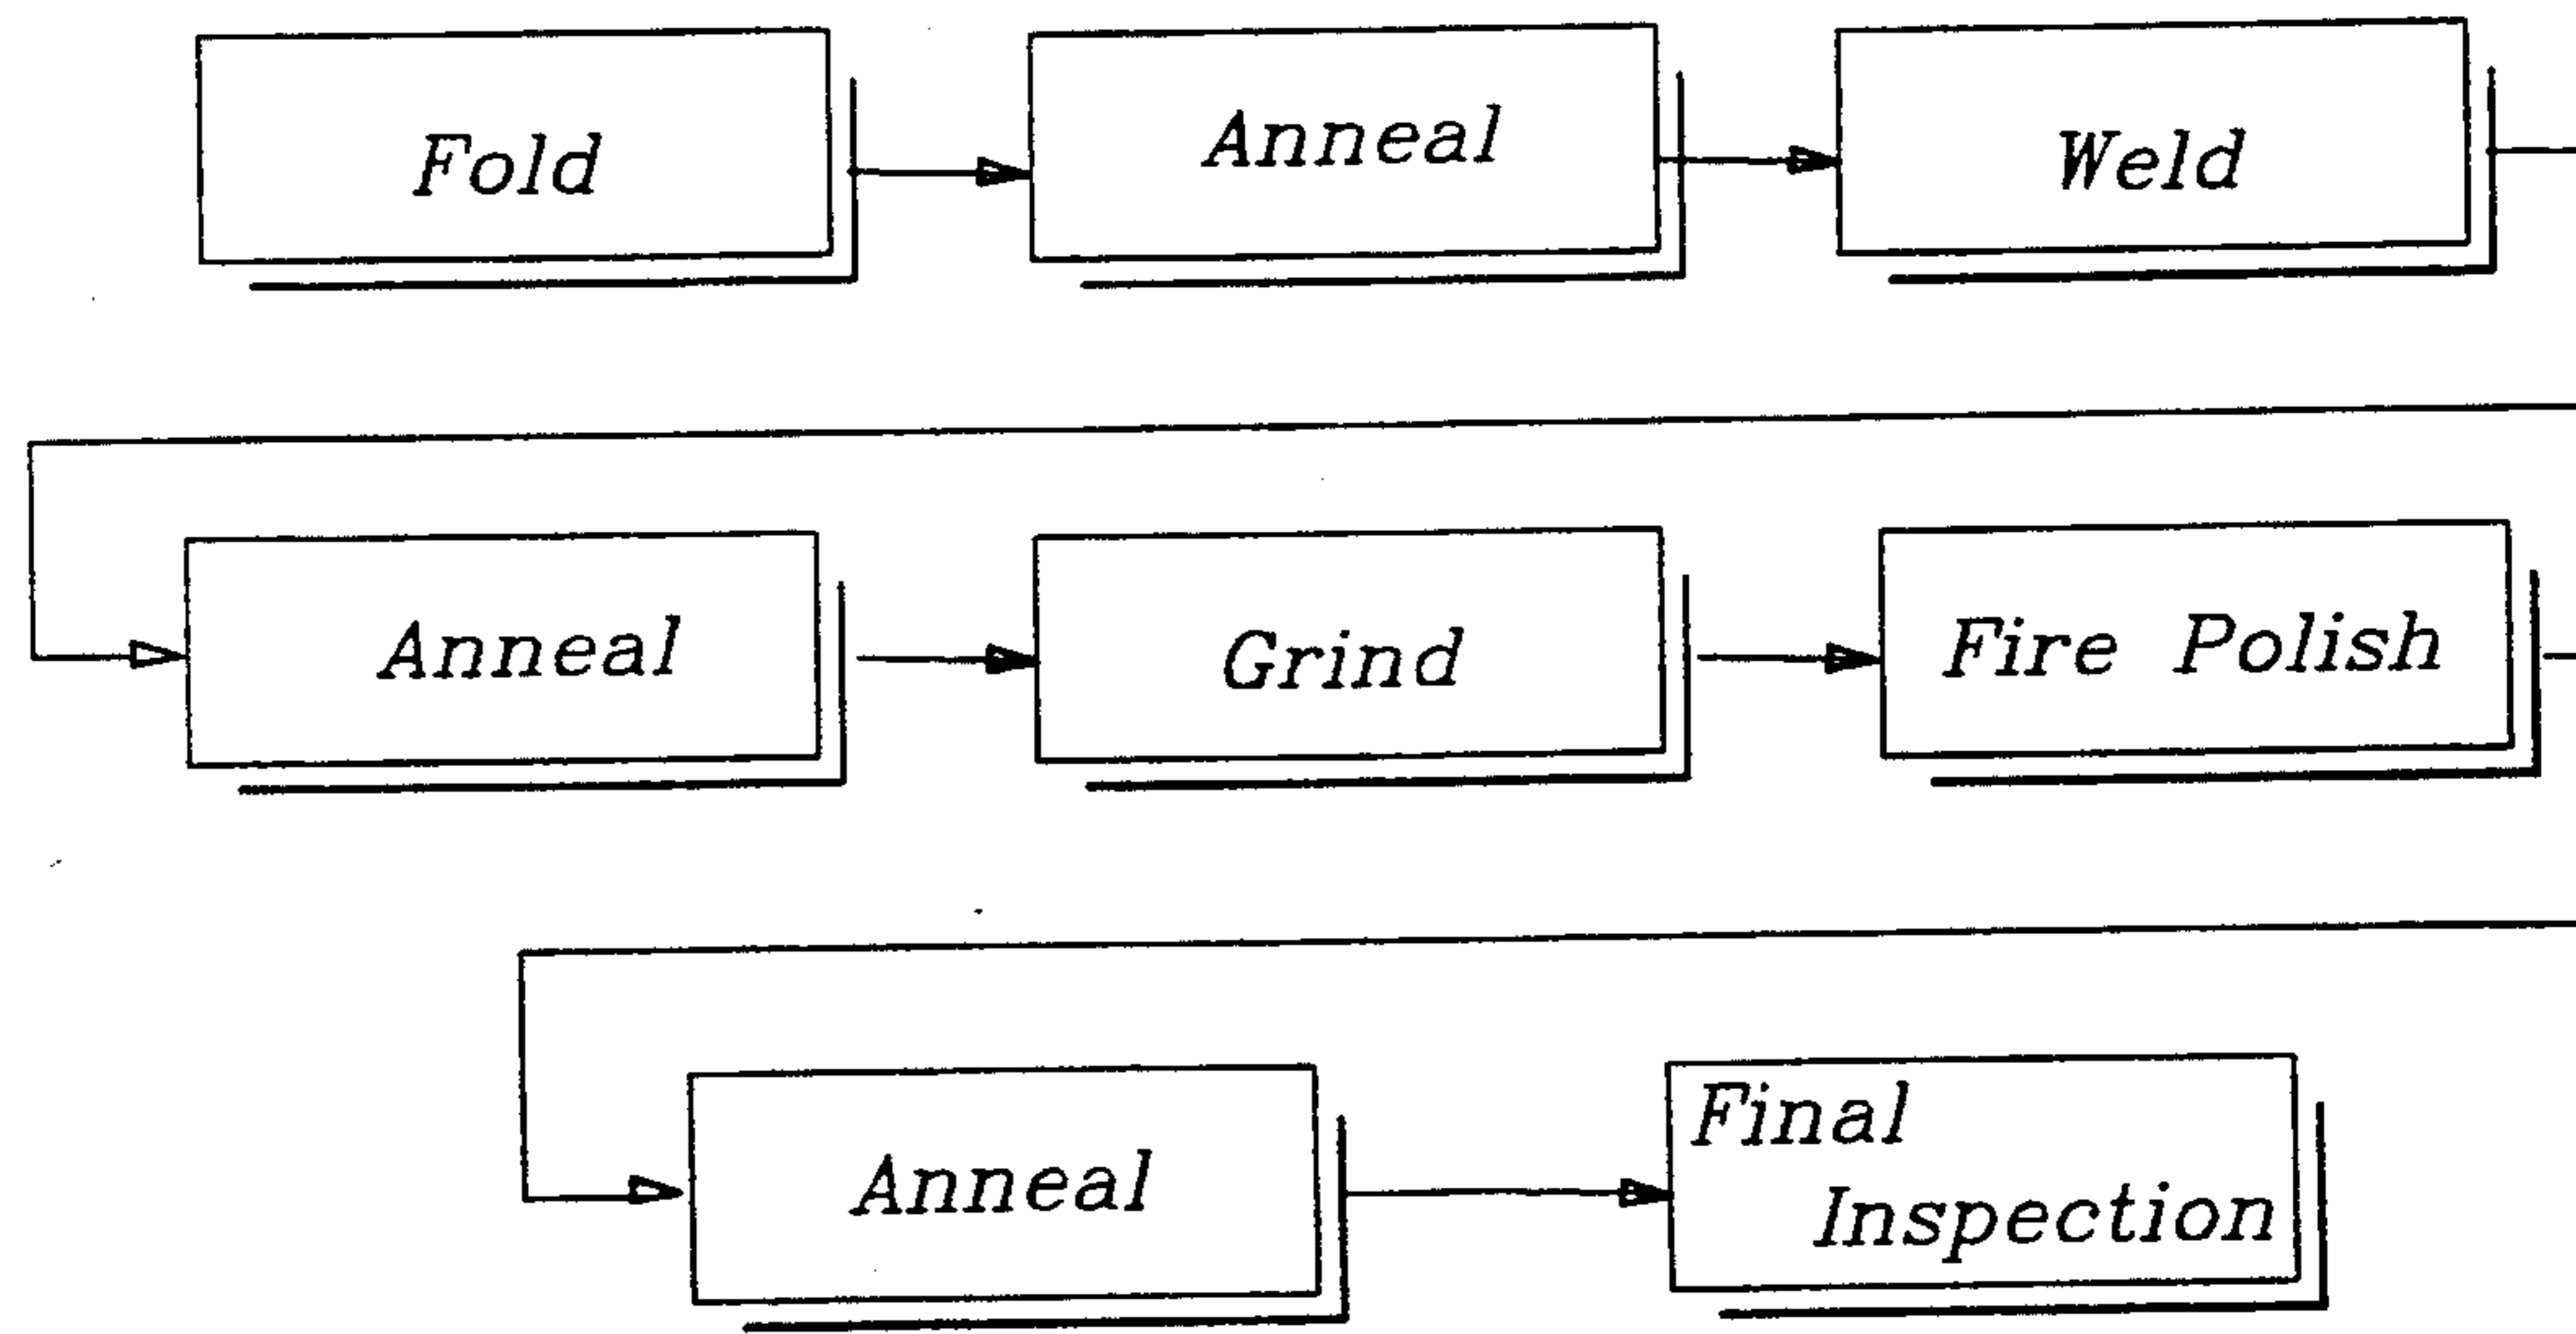 Fold
Anneal
Weld
Anneal
Grind
Fire Polish
Anneal
Final
Inspection